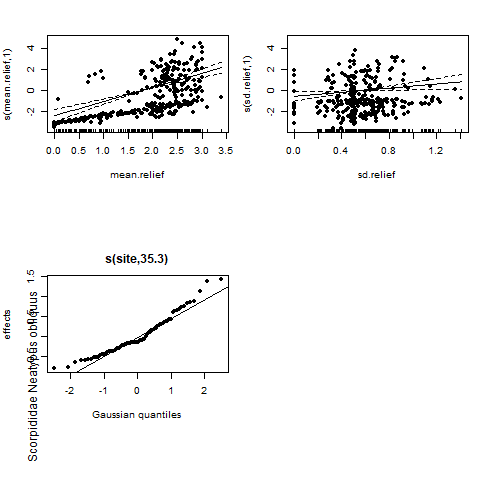 s(mean.relief,1)
-2 0 2 4
0.0 0.5 1.0 1.5 2.0 2.5 3.0 3.5
mean.relief
s(sd.relief,1)
-2 0 2 4
0.0 0.4 0.8 1.2
sd.relief
s(site,35.3)
effects
1.5
-2 -1 0 1 2
Gaussian quantiles
Scorpididae Neatypus obliquus